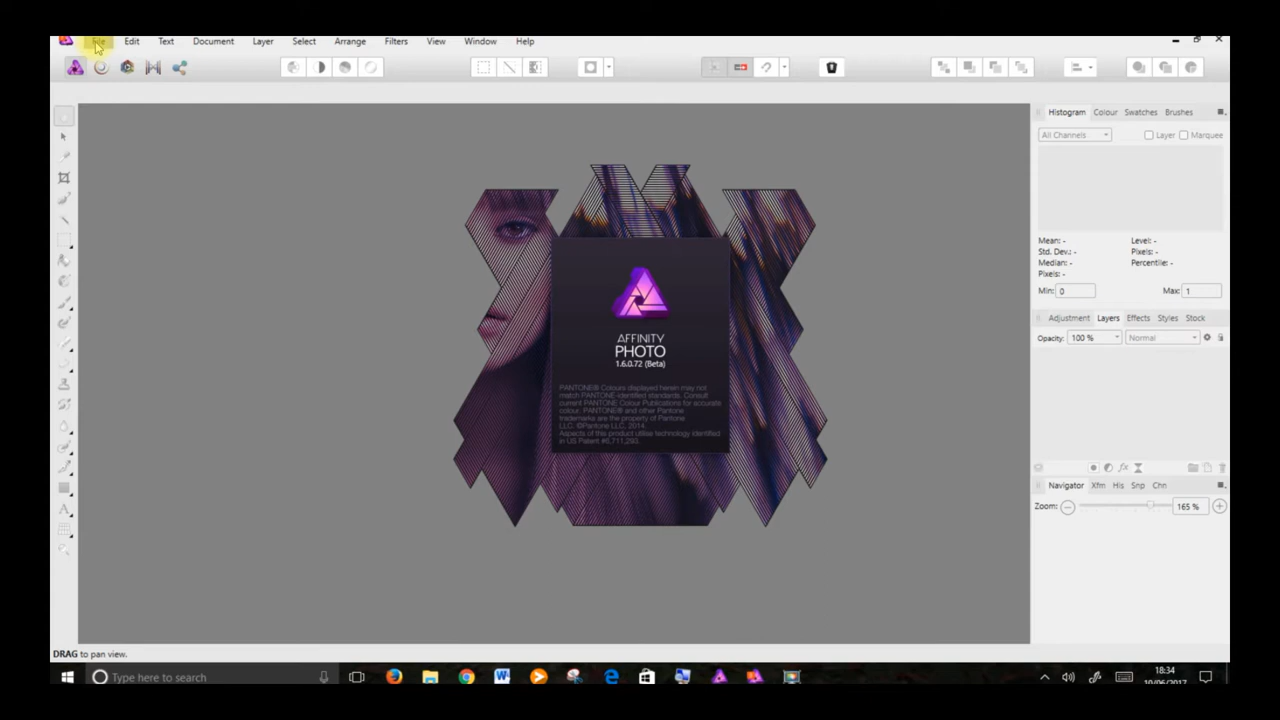 File Edit Text Document Layer Select Arrange Filters View Window Help
Histogram Colour Swatches Brushes
All Channels Layer Marquee
AFFINITY
PHOTO
1.6.0.72 (Beta)
PANTONE® Colours displayed herein may not
match PANTONE-identified standards. Consult
current PANTONE Colour Publications for accurate
colour. PANTONE® and other Pantone
trademarks are the property of Pantone
LLC. ©Pantone LLC, 2014.
Aspects of this product utilise technology identified
in US Patent #6,711,293.
Mean: - Level: -
Std. Dev.: - Pixels: -
Median: - Percentile: -
Pixels: -
Min: 0 Max: 1
Adjustment Layers Effects Styles Stock
Opacity: 100 % Normal
Navigator Xfm His Snp Chn
Zoom: 165 %
DRAG to pan view.
Type here to search
18:34
10/06/2017